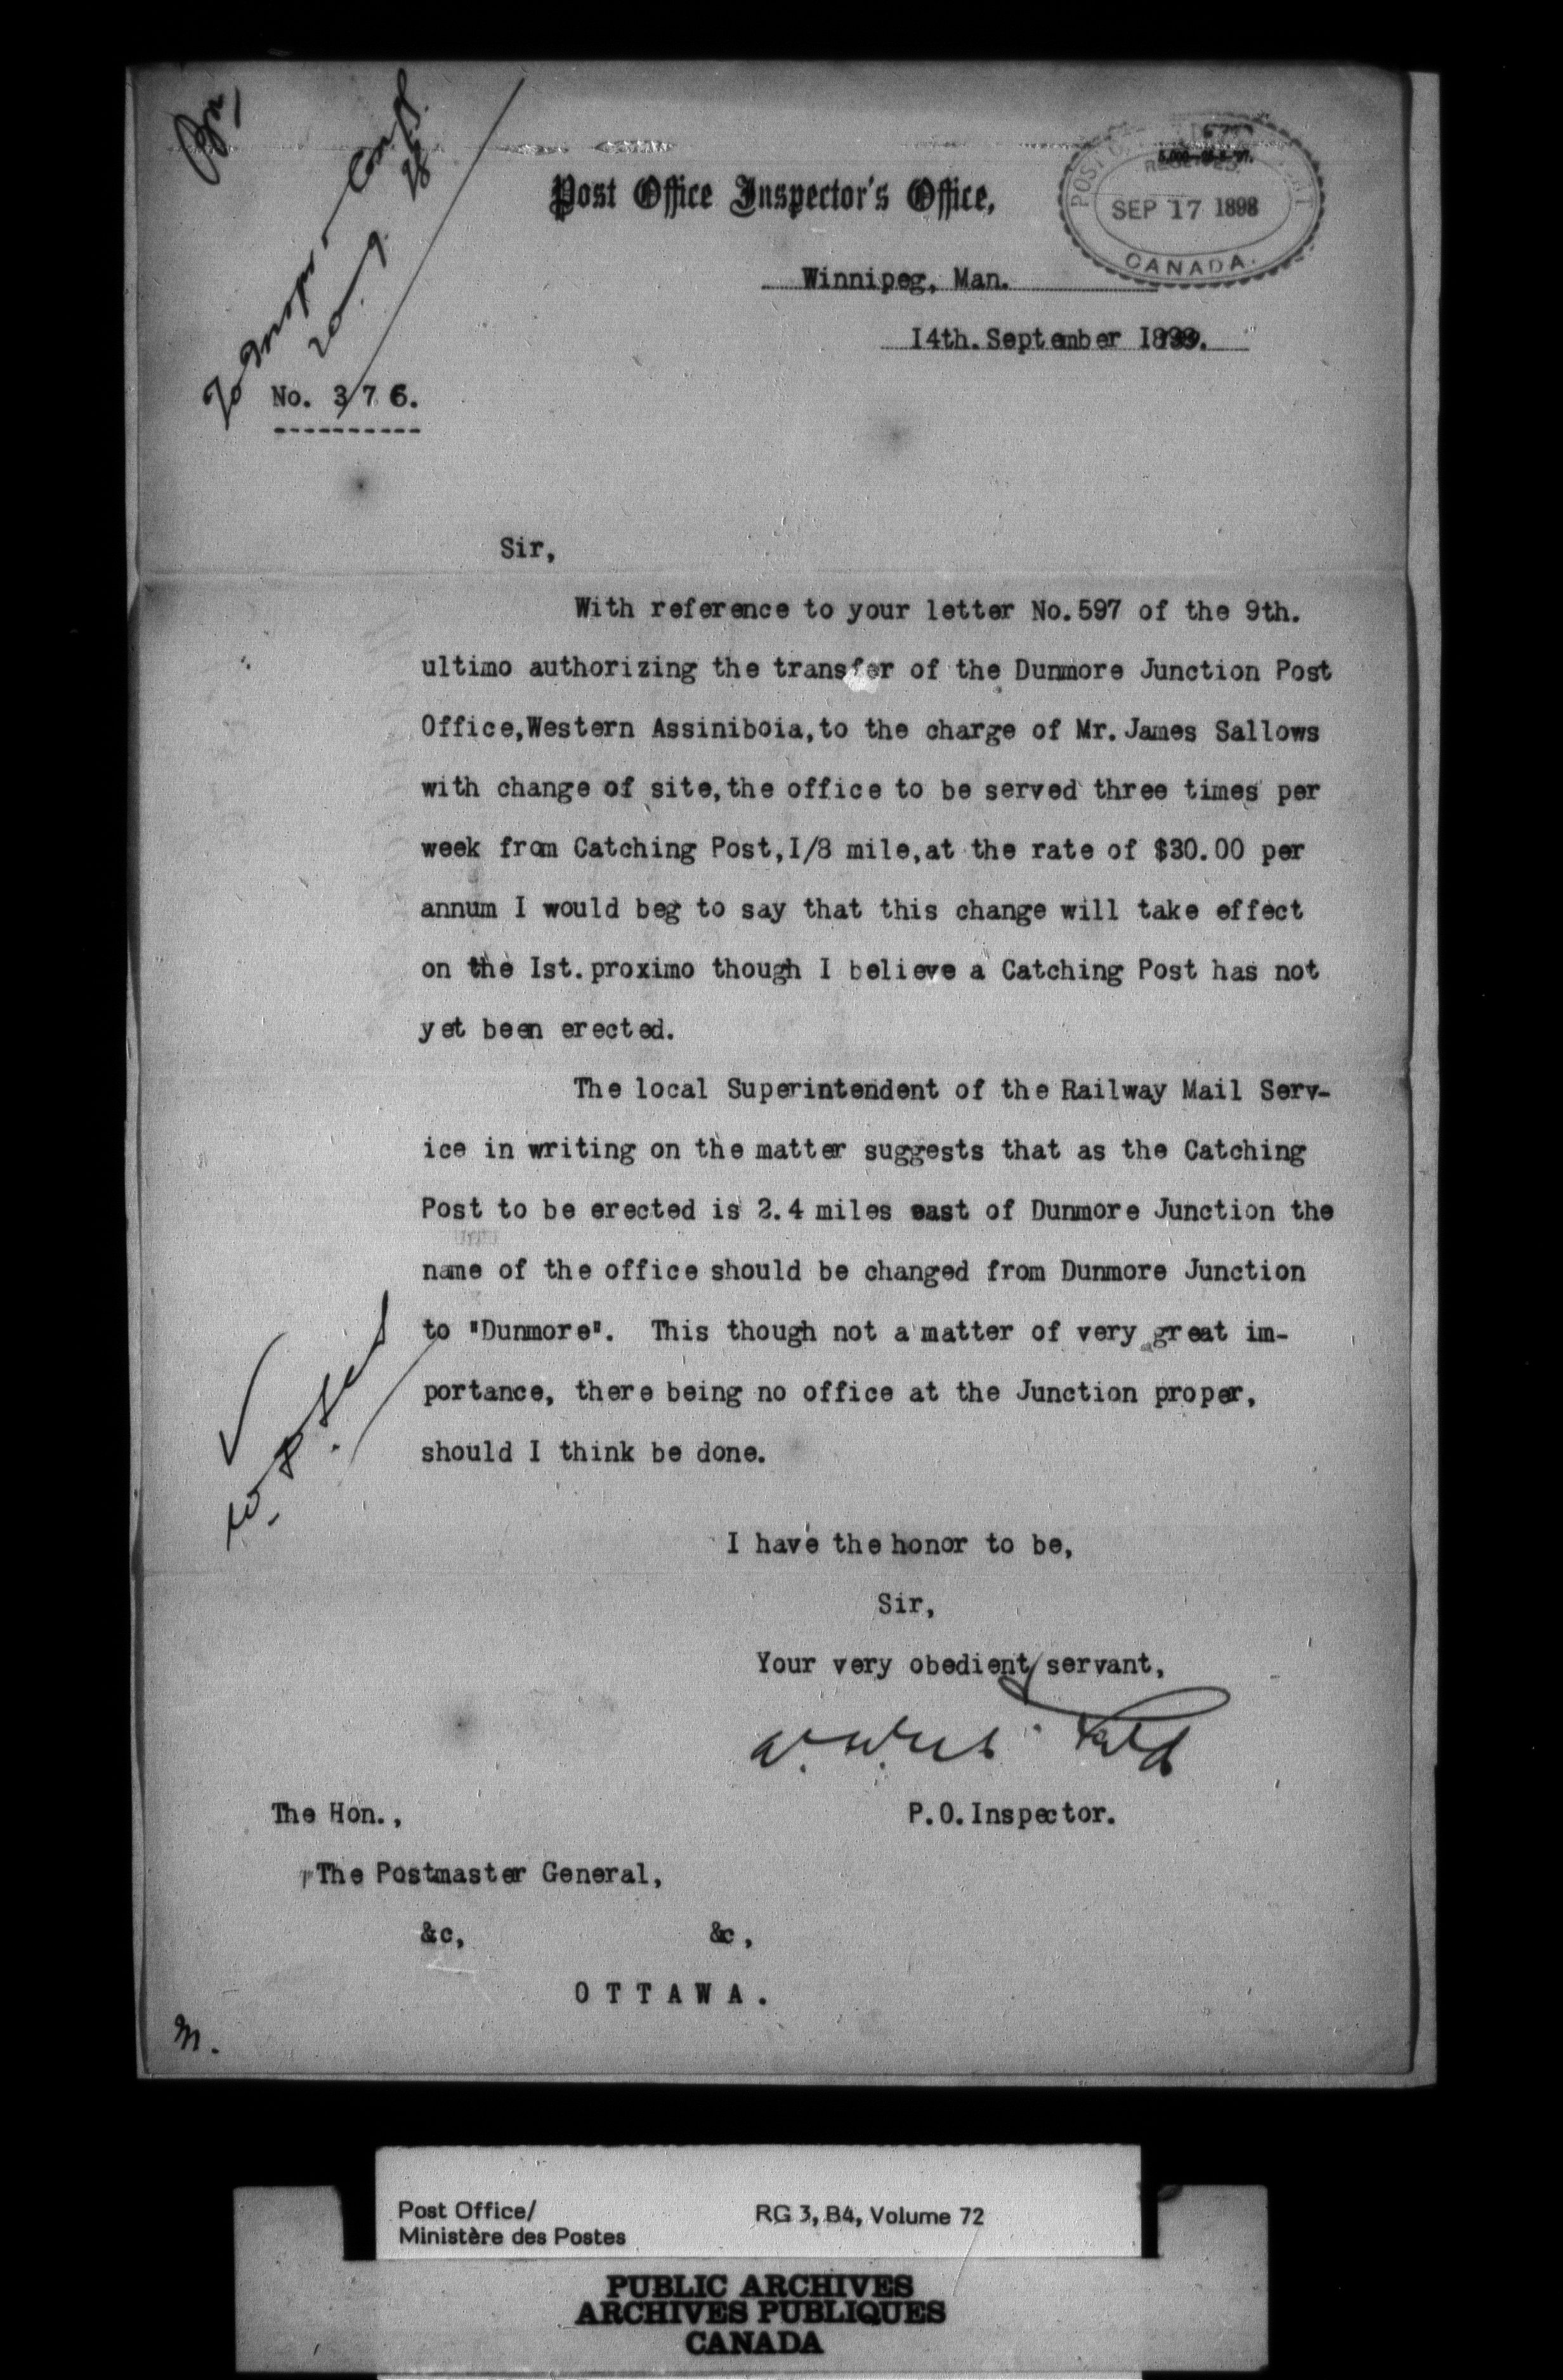 5,000—25-5-'97.
POST O
RECEIVED.
SEP 17 1898
CANADA.
Post Office Inspector's Office,
Winnipeg, Man.
I4th. September I898.
No. 376.
----------
Sir,
With reference to your letter No.597 of the 9th.
ultimo authorizing the transfer of the Dunmore Junction Post
Office,Western Assiniboia,to the charge of Mr.James Sallows
with change of site,the office to be served three times per
week from Catching Post,I/8 mile,at the rate of $30.00 per
annum I would beg to say that this change will take effect
on the Ist.proximo though I believe a Catching Post has not
yet been erected.
The local Superintendent of the Railway Mail Serv-
ice in writing on the matter suggests that as the Catching
Post to be erected is 2.4 miles east of Dunmore Junction the
name of the office should be changed from Dunmore Junction
to "Dunmore". This though not a matter of very great im-
portance, there being no office at the Junction proper,
should I think be done.
I have the honor to be,
Sir,
Your very obedient servant,
P.O.Inspector.
The Hon.,
The Postmaster General,
&c, &c,
OTTAWA.
M.
Post Office/ RG 3, B4, Volume 72
Ministère des Postes
PUBLIC ARCHIVES
ARCHIVES PUBLIQUES
CANADA